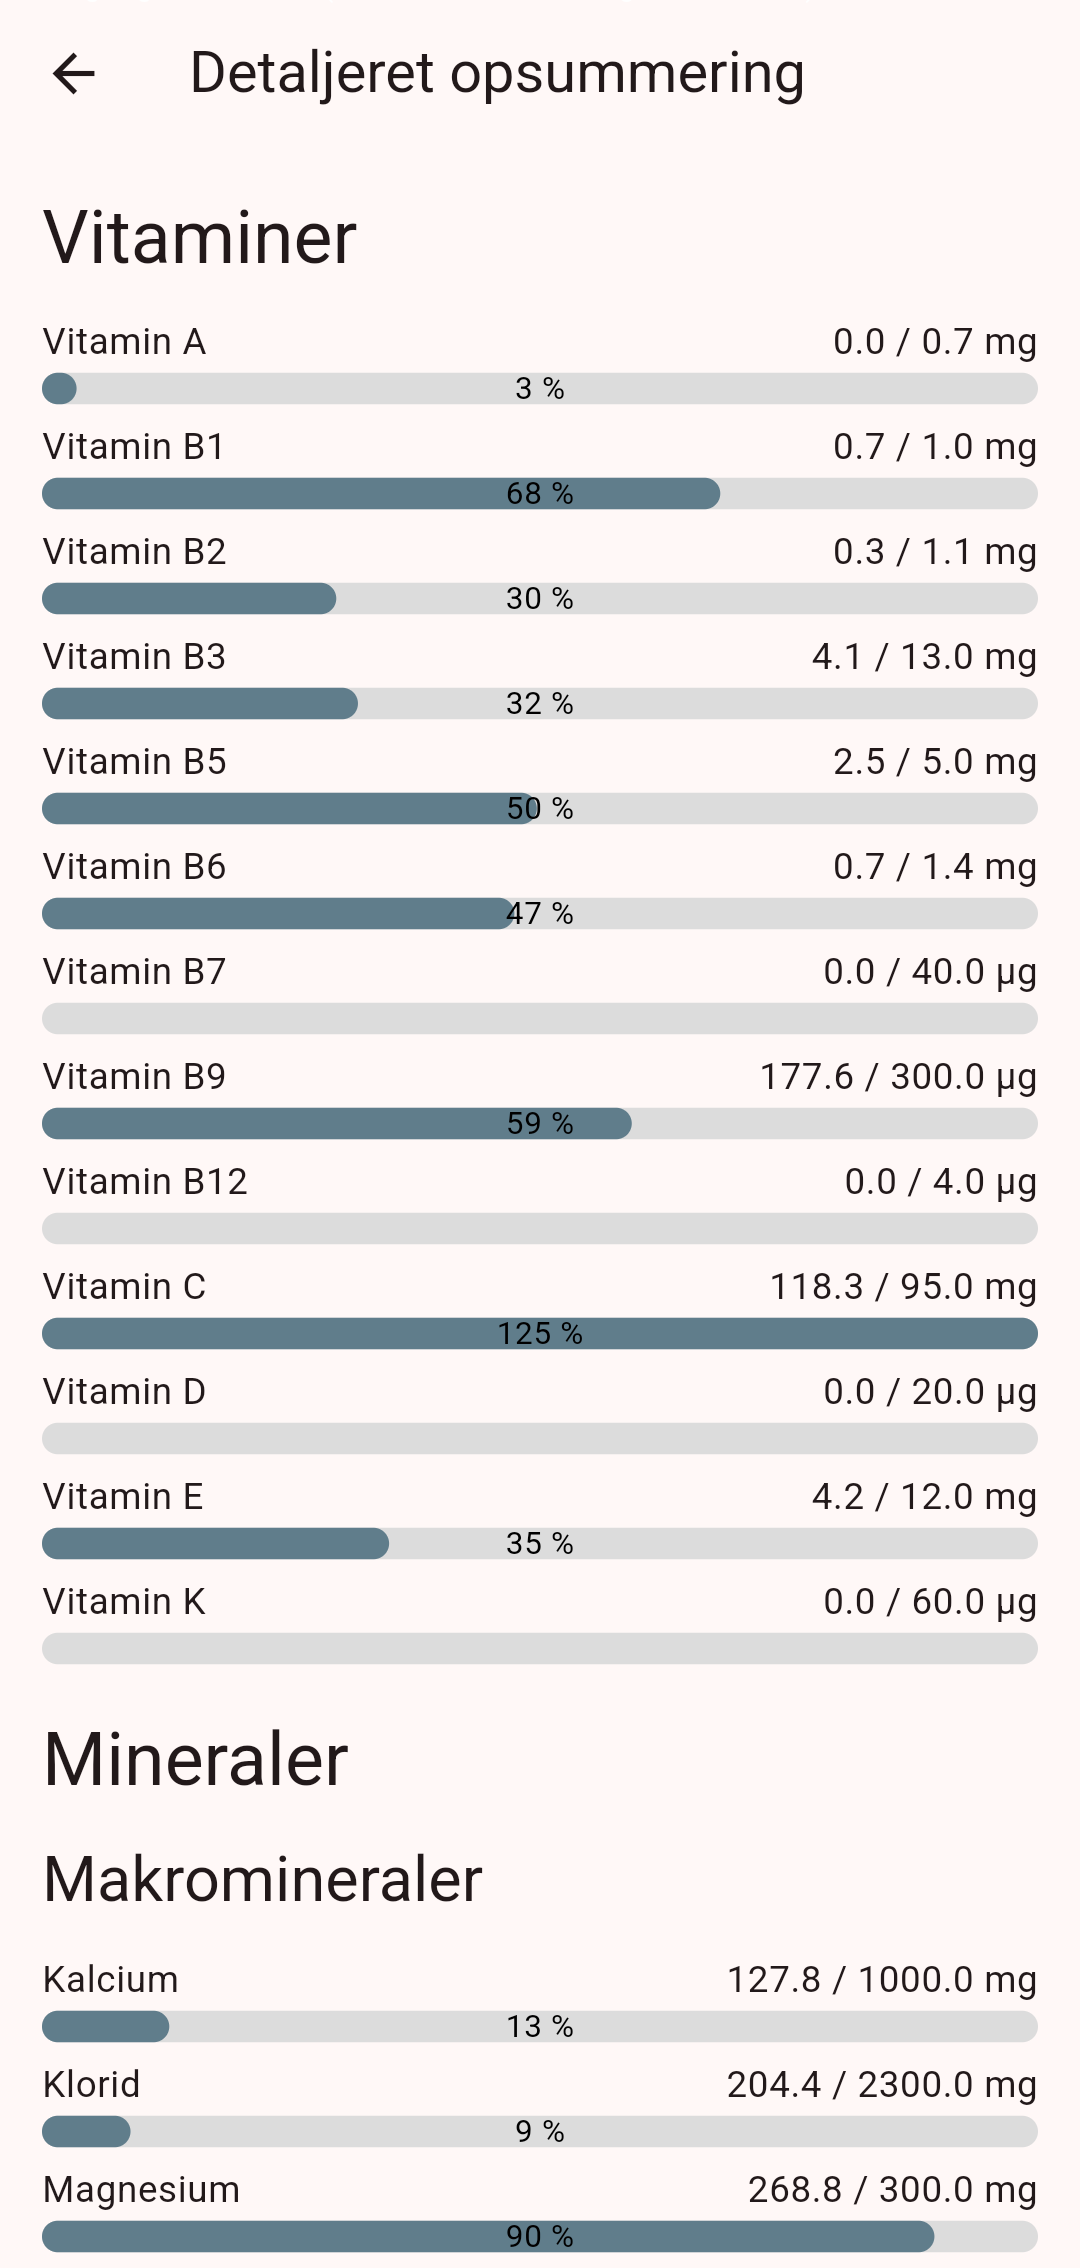 Detaljeret opsummering
Vitaminer
Vitamin A 0.0 / 0.7 mg
3 %
Vitamin B1 0.7 / 1.0 mg
68 %
Vitamin B2 0.3 / 1.1 mg
30 %
Vitamin B3 4.1 / 13.0 mg
32 %
Vitamin B5 2.5 / 5.0 mg
50 %
Vitamin B6 0.7 / 1.4 mg
47 %
Vitamin B7 0.0 / 40.0 µg
Vitamin B9 177.6 / 300.0 µg
59 %
Vitamin B12 0.0 / 4.0 µg
Vitamin C 118.3 / 95.0 mg
125 %
Vitamin D 0.0 / 20.0 µg
Vitamin E 4.2 / 12.0 mg
35 %
Vitamin K 0.0 / 60.0 µg
Mineraler
Makromineraler
Kalcium 127.8 / 1000.0 mg
13 %
Klorid 204.4 / 2300.0 mg
9 %
Magnesium 268.8 / 300.0 mg
90 %